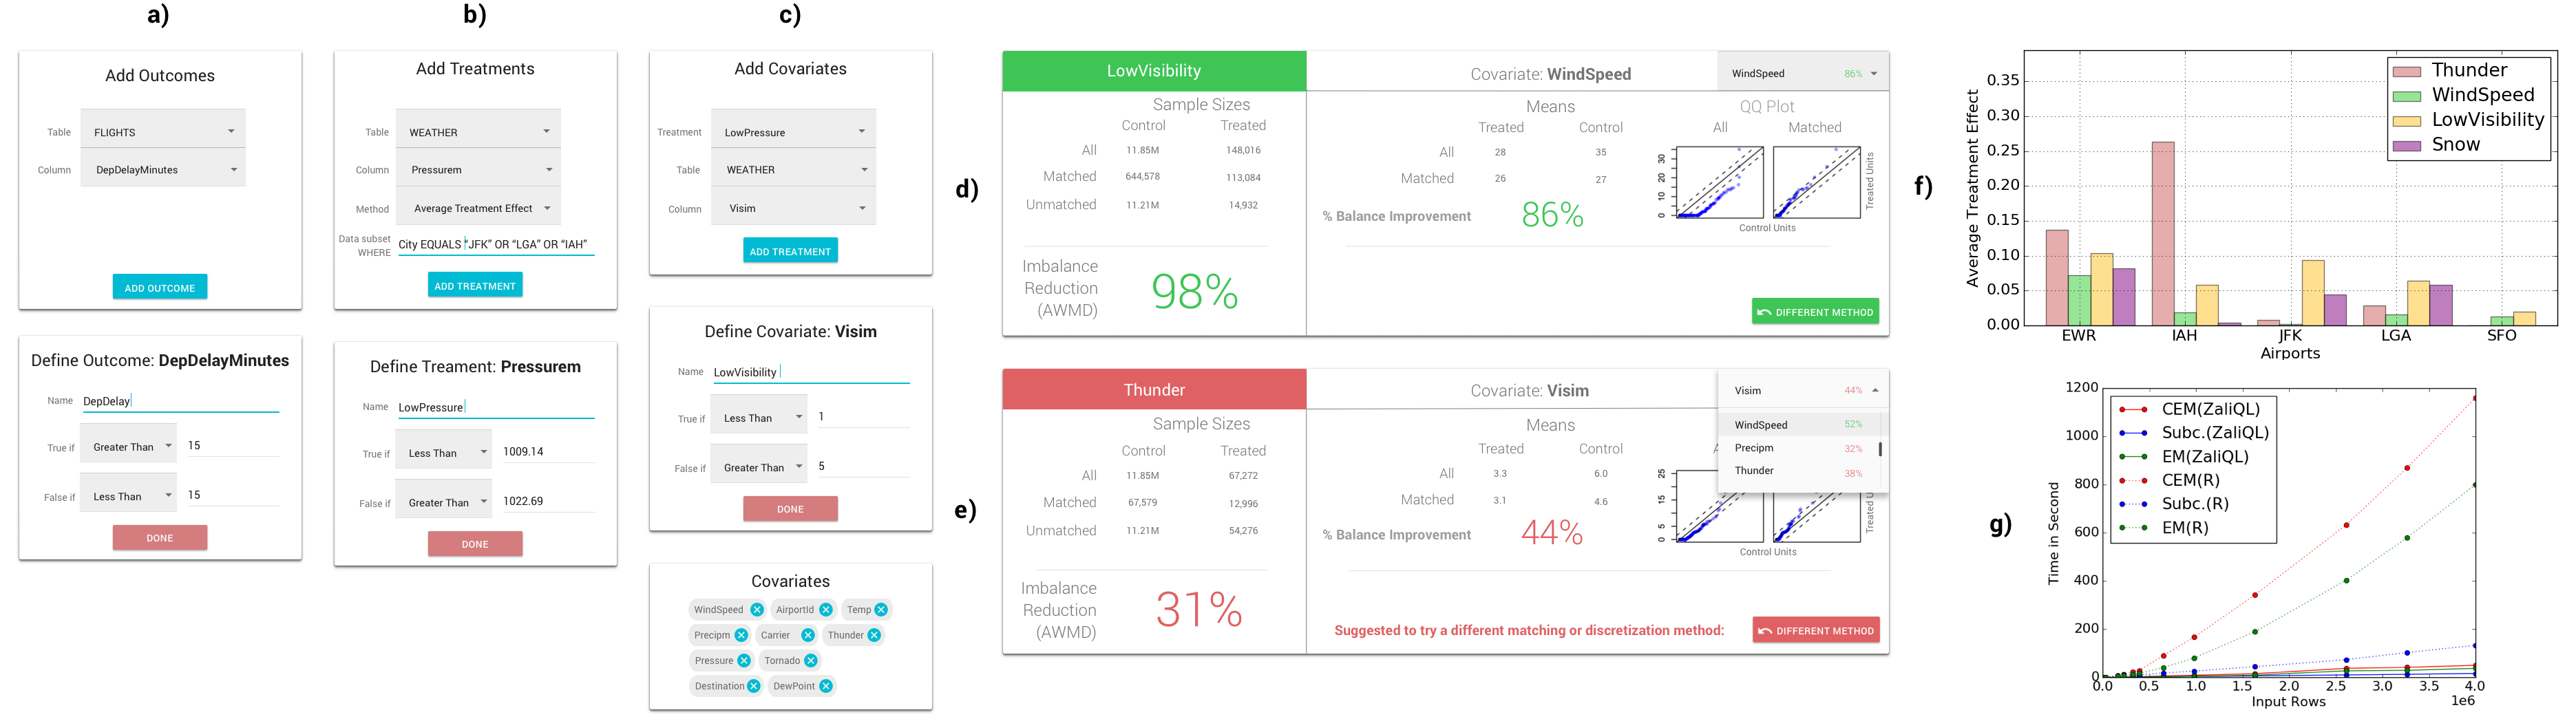 a)
Add Outcomes
Table FLIGHTS
Column DepDelayMinutes
ADD OUTCOME
Define Outcome: DepDelayMinutes
Name DepDelay
True if Greater Than 15
False if Less Than 15
DONE
b)
Add Treatments
Table WEATHER
Column Pressurem
Method Average Treatment Effect
Data subset
WHERE City EQUALS “JFK” OR “LGA” OR “IAH”
ADD TREATMENT
Define Treament: Pressurem
Name LowPressure
True if Less Than 1009.14
False if Greater Than 1022.69
DONE
c)
Add Covariates
Treatment LowPressure
Table WEATHER
Column Visim
ADD TREATMENT
Define Covariate: Visim
Name LowVisibility
True if Less Than 1
False if Greater Than 5
DONE
Covariates
WindSpeed AirportId Temp
Precipm Carrier Thunder
Pressure Tornado
Destination DewPoint
d)
LowVisibility
Sample Sizes
Control Treated
All 11.85M 148,016
Matched 644,578 113,084
Unmatched 11.21M 14,932
Imbalance
Reduction
(AWMD)
98%
Covariate: WindSpeed
WindSpeed 86%
Means
Treated Control
All 28 35
Matched 26 27
% Balance Improvement 86%
QQ Plot
All Matched
0 10 20 30
Control Units
Treated Units
DIFFERENT METHOD
e)
Thunder
Sample Sizes
Control Treated
All 11.85M 67,272
Matched 67,579 12,996
Unmatched 11.21M 54,276
Imbalance
Reduction
(AWMD)
31%
Covariate: Visim
Visim 44%
WindSpeed 52%
Precipm 32%
Thunder 38%
Means
Treated Control
All 3.3 6.0
Matched 3.1 4.6
% Balance Improvement 44%
0 5 15 25
Control Units
Treated U
Suggested to try a different matching or discretization method:
DIFFERENT METHOD
f)
Average Treatment Effect
0.35
0.30
0.25
0.20
0.15
0.10
0.05
0.00
Thunder
WindSpeed
LowVisibility
Snow
EWR IAH JFK LGA SFO
Airports
g)
Time in Second
1200
1000
800
600
400
200
0
CEM(ZaliQL)
Subc.(ZaliQL)
EM(ZaliQL)
CEM(R)
Subc.(R)
EM(R)
0.0 0.5 1.0 1.5 2.0 2.5 3.0 3.5 4.0
Input Rows 1e6